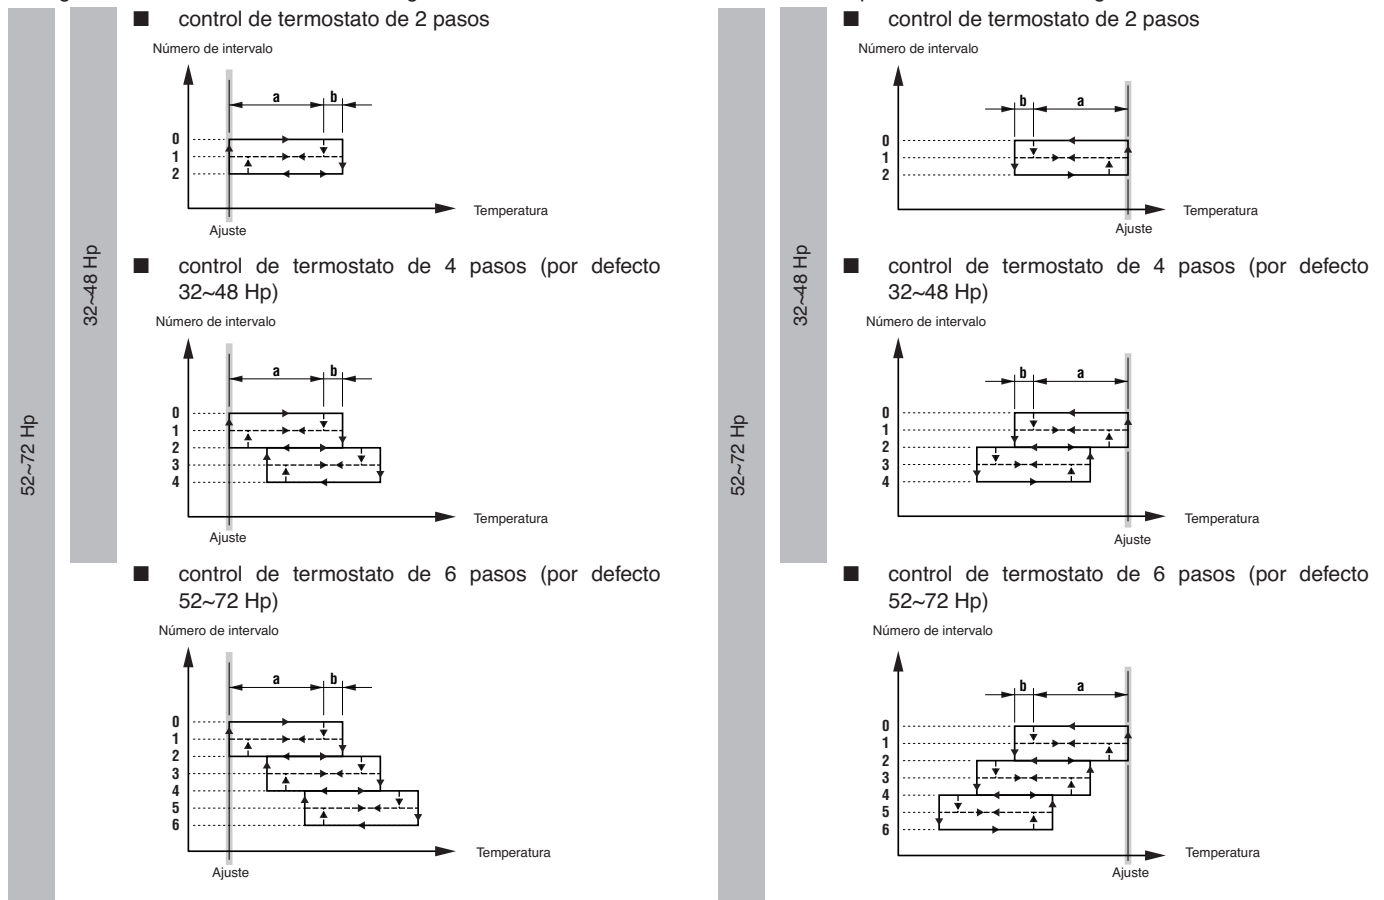 52~72 Hp
32~48 Hp
■ control de termostato de 2 pasos
Número de intervalo
a b
0
1
2
Temperatura
Ajuste
■ control de termostato de 4 pasos (por defecto
32~48 Hp)
Número de intervalo
a b
0
1
2
3
4
Temperatura
Ajuste
■ control de termostato de 6 pasos (por defecto
52~72 Hp)
Número de intervalo
a b
0
1
2
3
4
5
6
Temperatura
Ajuste
52~72 Hp
32~48 Hp
■ control de termostato de 2 pasos
Número de intervalo
b a
0
1
2
Temperatura
Ajuste
■ control de termostato de 4 pasos (por defecto
32~48 Hp)
Número de intervalo
b a
0
1
2
3
4
Temperatura
Ajuste
■ control de termostato de 6 pasos (por defecto
52~72 Hp)
Número de intervalo
b a
0
1
2
3
4
5
6
Temperatura
Ajuste